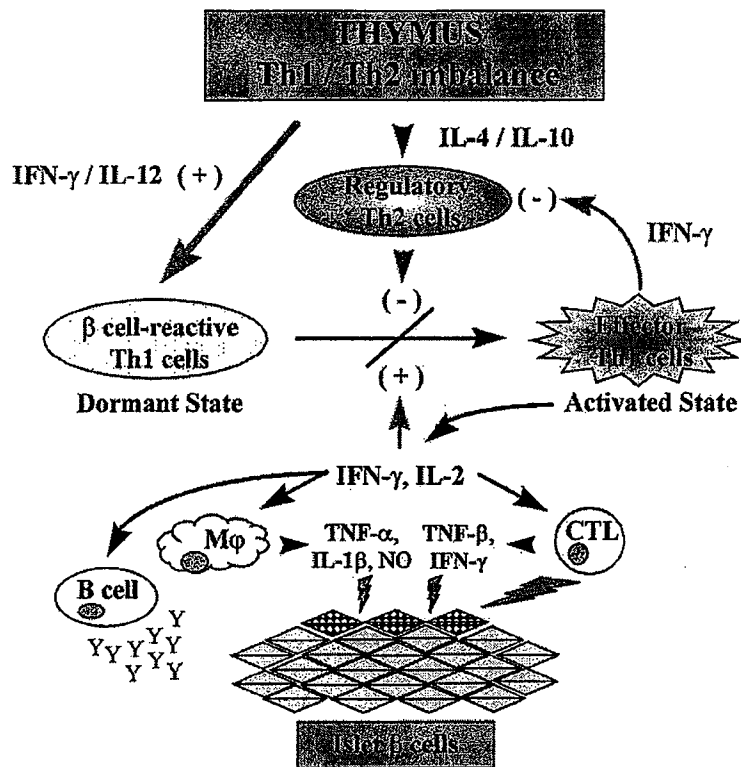 THYMUS
Th1 / Th2 imbalance
IL-4 / IL-10
IFN-γ / IL-12 (+)
Regulatory
Th2 cells
(-)
IFN-γ
(-)
β cell-reactive
Th1 cells
Effector
Th1 cells
(+)
Dormant State
Activated State
IFN-γ, IL-2
Mφ
TNF-α,
IL-1β, NO
TNF-β,
IFN-γ
CTL
B cell
Y
Y Y
Y Y Y Y
Y Y
Y
Islet β cells